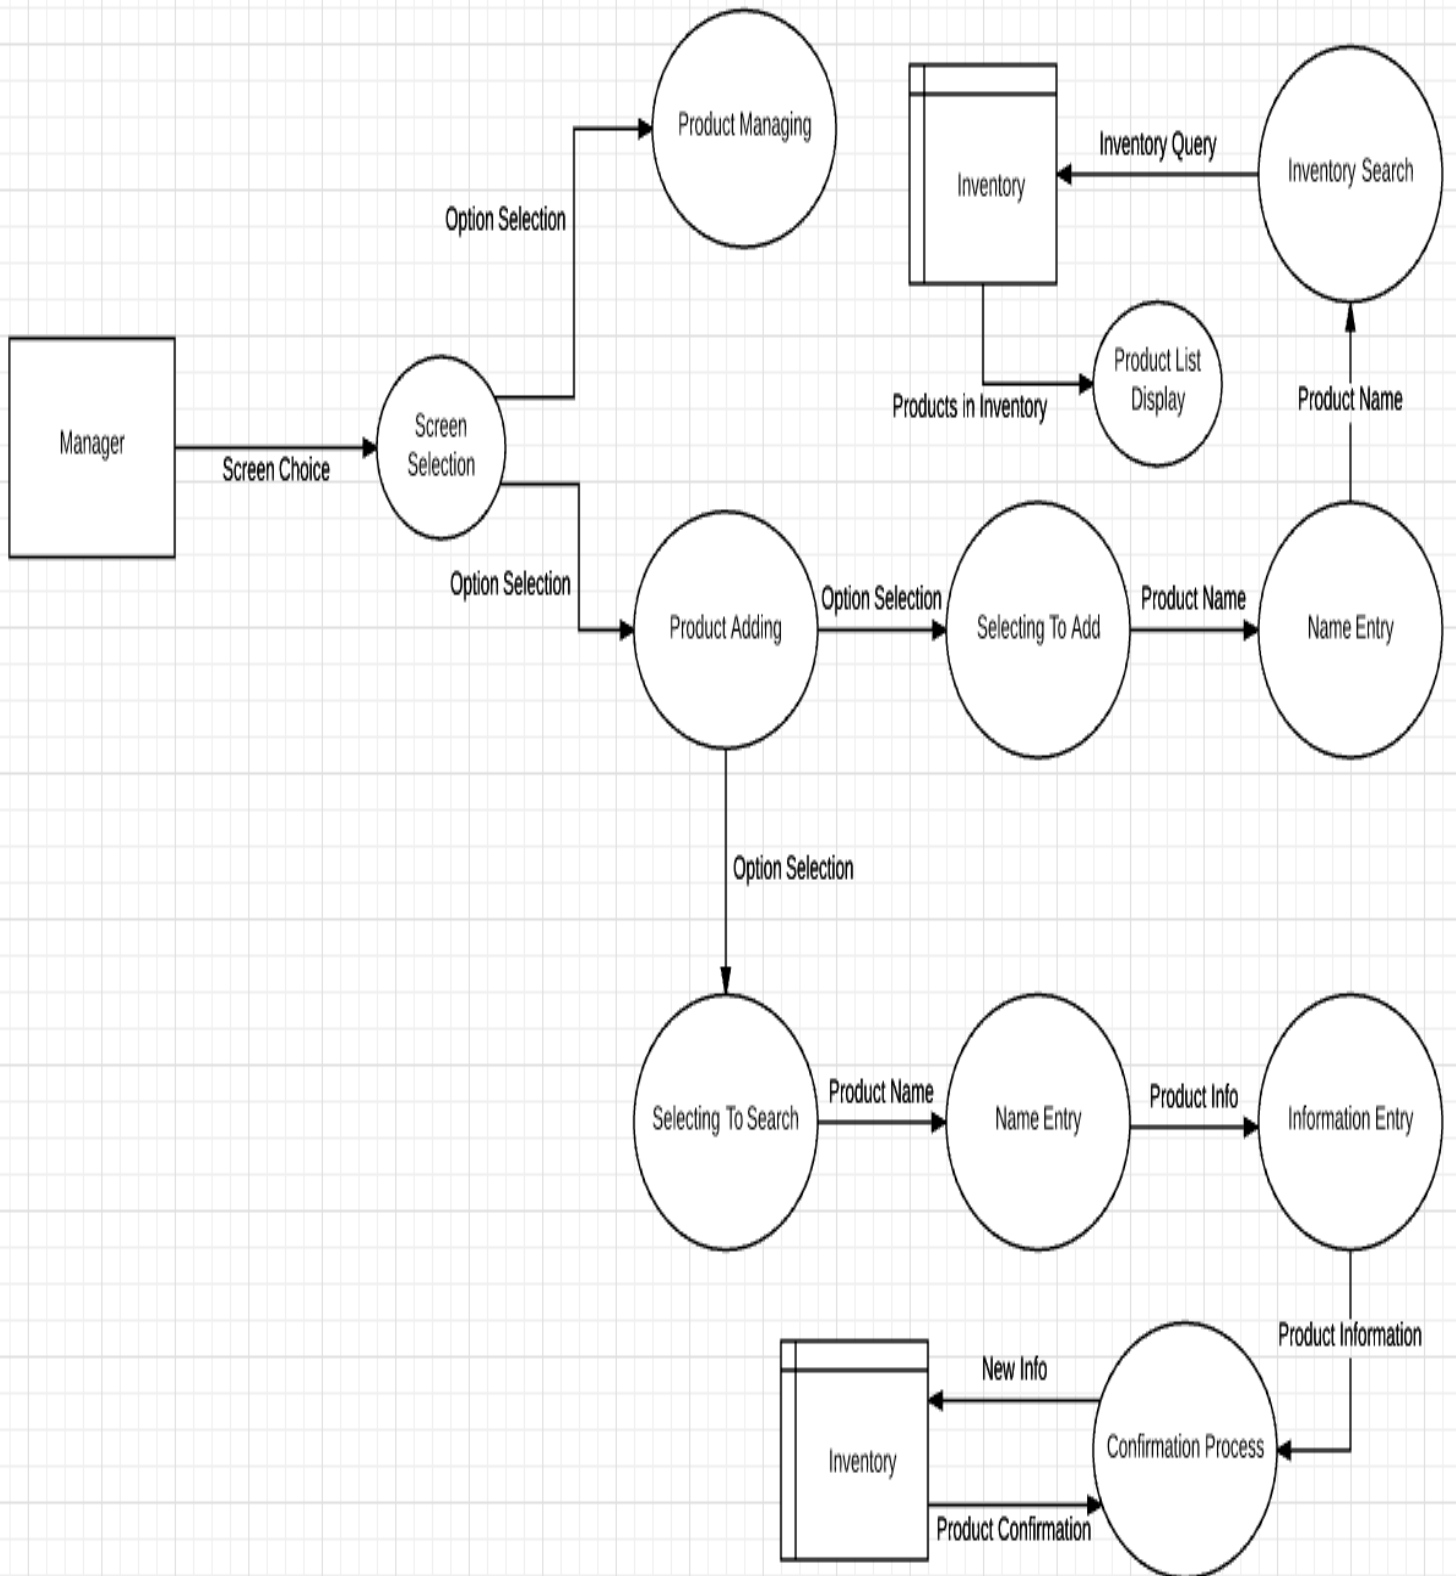 Product Managing
Inventory
Inventory Query
Inventory Search
Option Selection
Product List
Display
Products in Inventory
Product Name
Manager
Screen Choice
Screen
Selection
Option Selection
Product Adding
Option Selection
Selecting To Add
Product Name
Name Entry
Option Selection
Selecting To Search
Product Name
Name Entry
Product Info
Information Entry
Product Information
New Info
Inventory
Confirmation Process
Product Confirmation